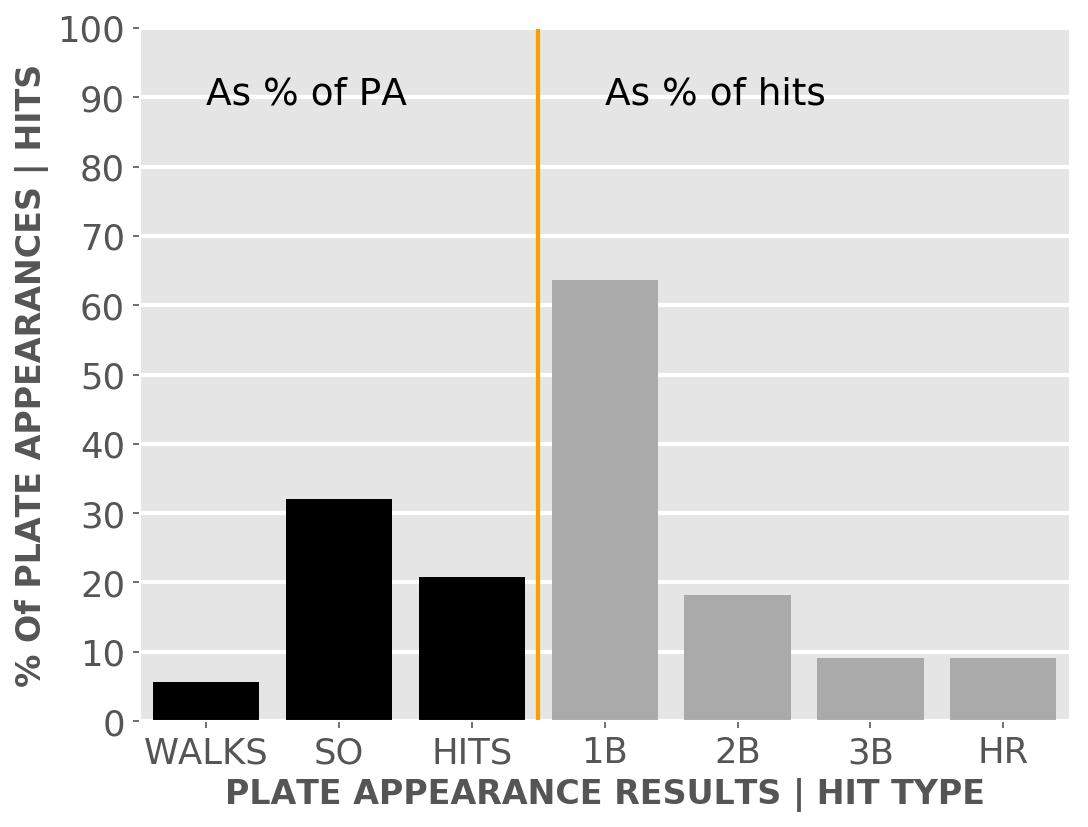 % Of PLATE APPEARANCES | HITS
100
90
80
70
60
50
40
30
20
10
0
As % of PA
As % of hits
WALKS SO HITS 1B 2B 3B HR
PLATE APPEARANCE RESULTS | HIT TYPE